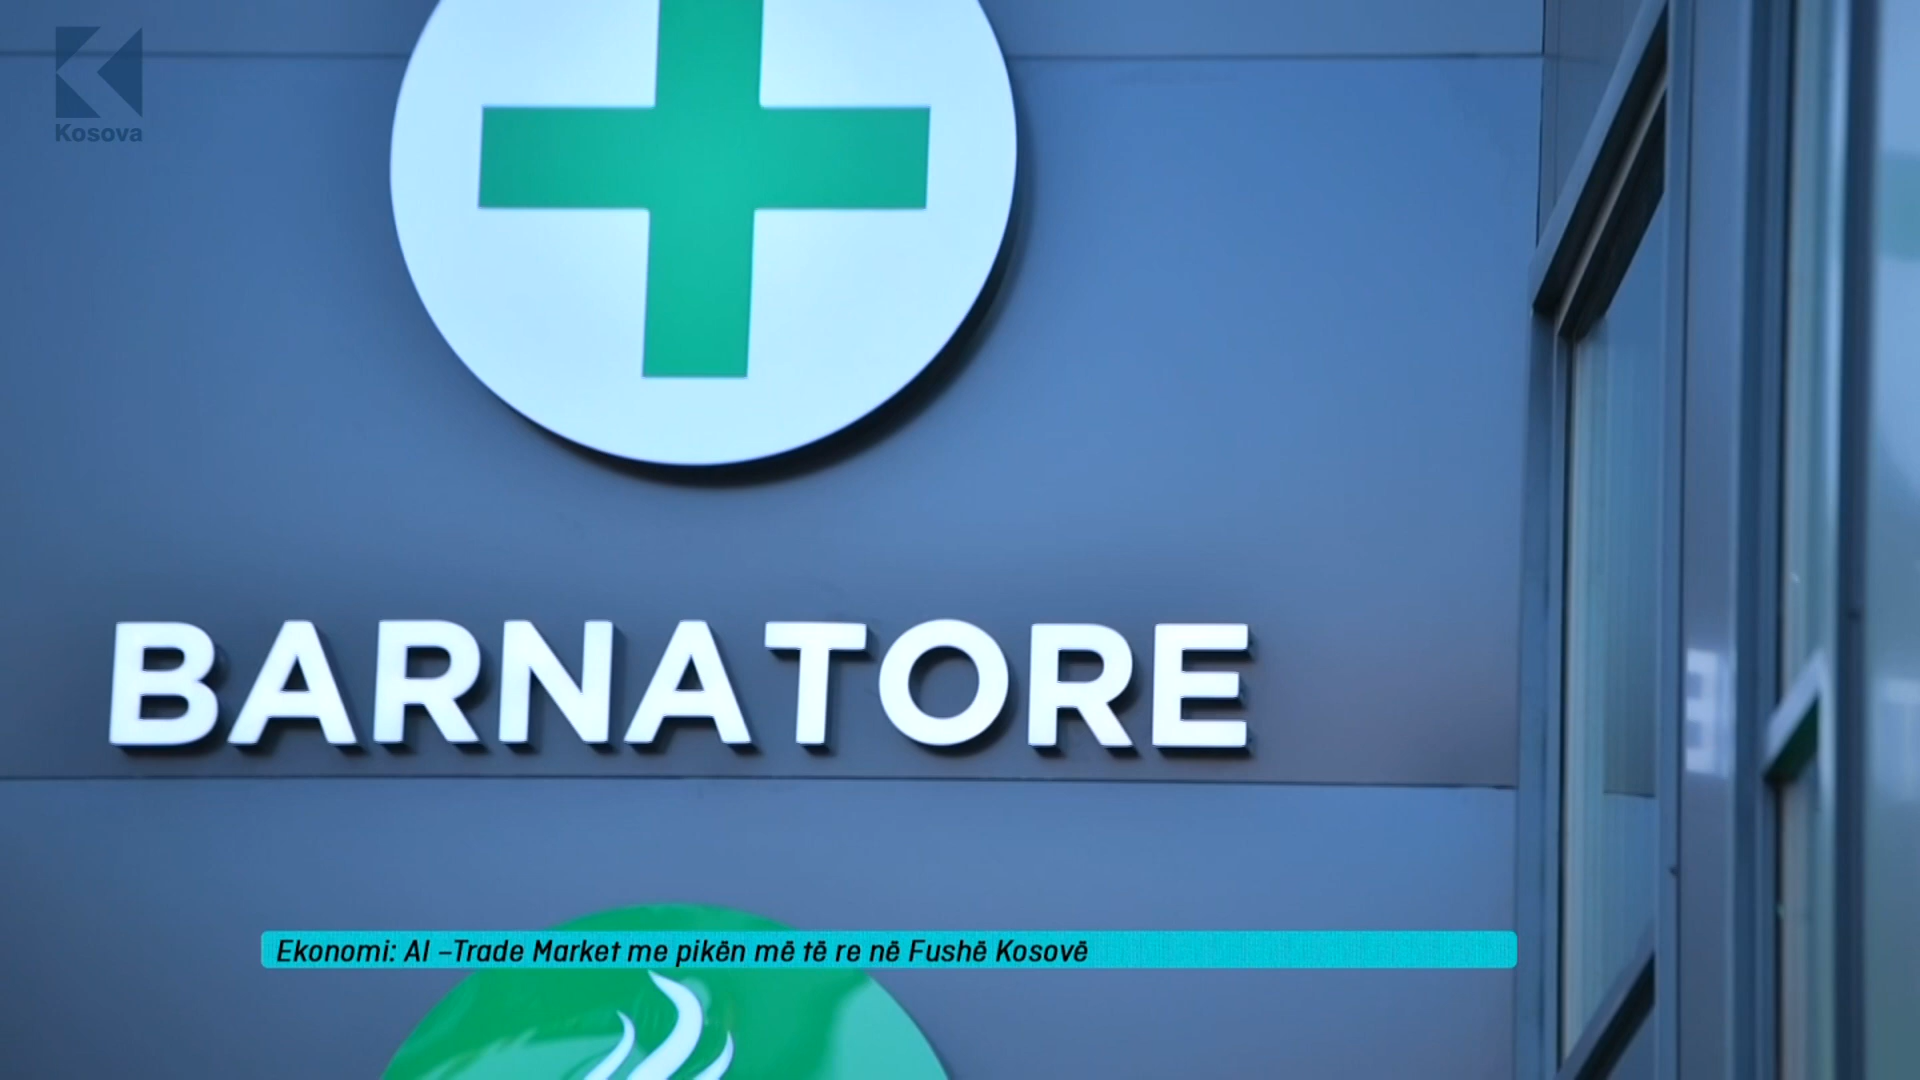 Kosova
BARNATORE
Ekonomi: Al –Trade Market me pikën më të re në Fushë Kosovë